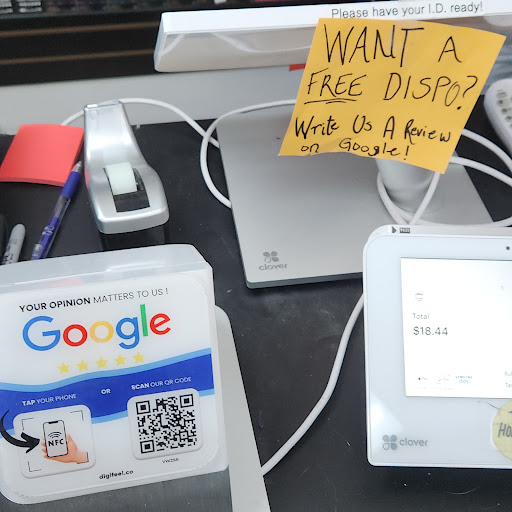 Please have your I.D. ready!
WANT A
FREE DISPO?
Write Us A Review
on Google!
clover
YOUR OPINION MATTERS TO US !
Google
TAP YOUR PHONE
OR
SCAN OUR QR CODE
NFC
digifeel.co
Total
$18.44
clover